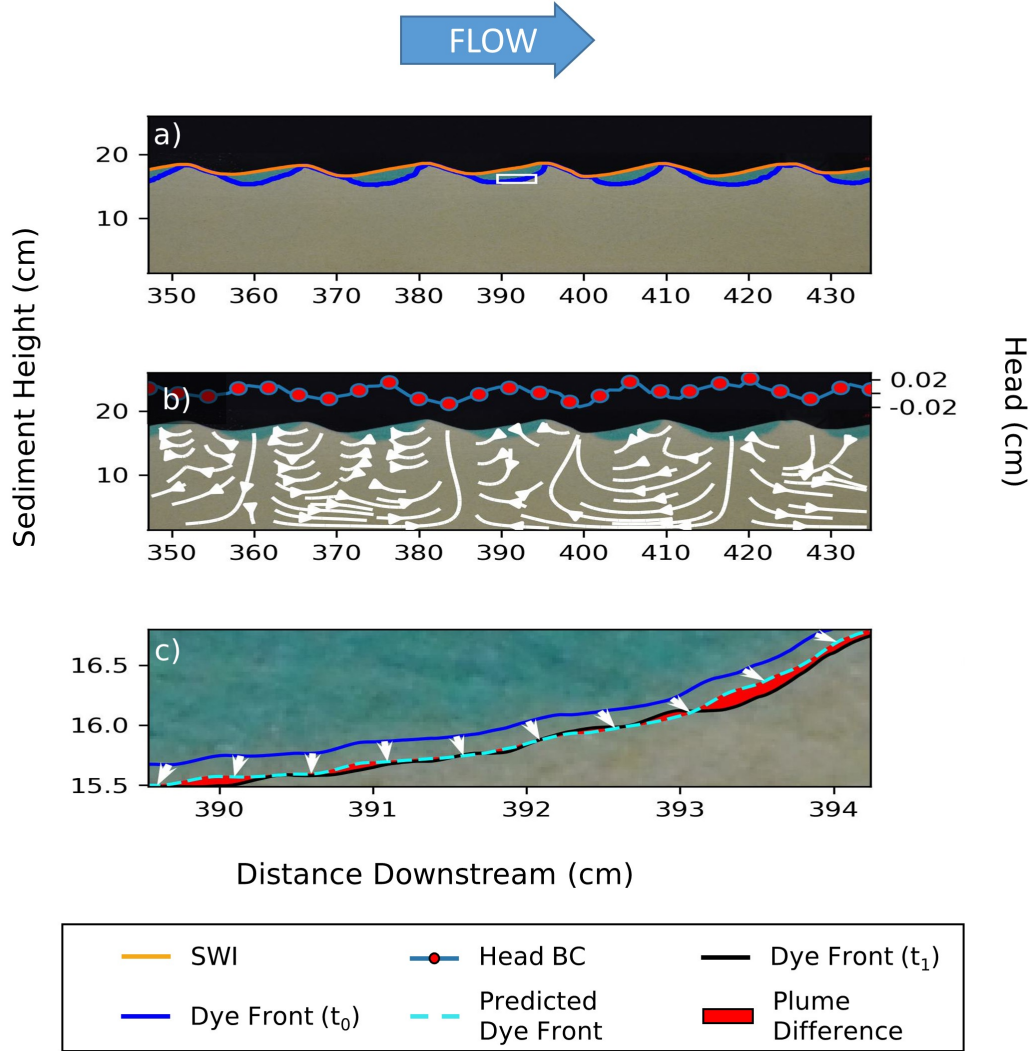 FLOW
a)
20
10
350 360 370 380 390 400 410 420 430
b)
20
10
0.02
-0.02
350 360 370 380 390 400 410 420 430
Sediment Height (cm)
Head (cm)
c)
16.5
16.0
15.5
390 391 392 393 394
Distance Downstream (cm)
SWI
Head BC
Dye Front (t1)
Dye Front (t0)
Predicted
Dye Front
Plume
Difference